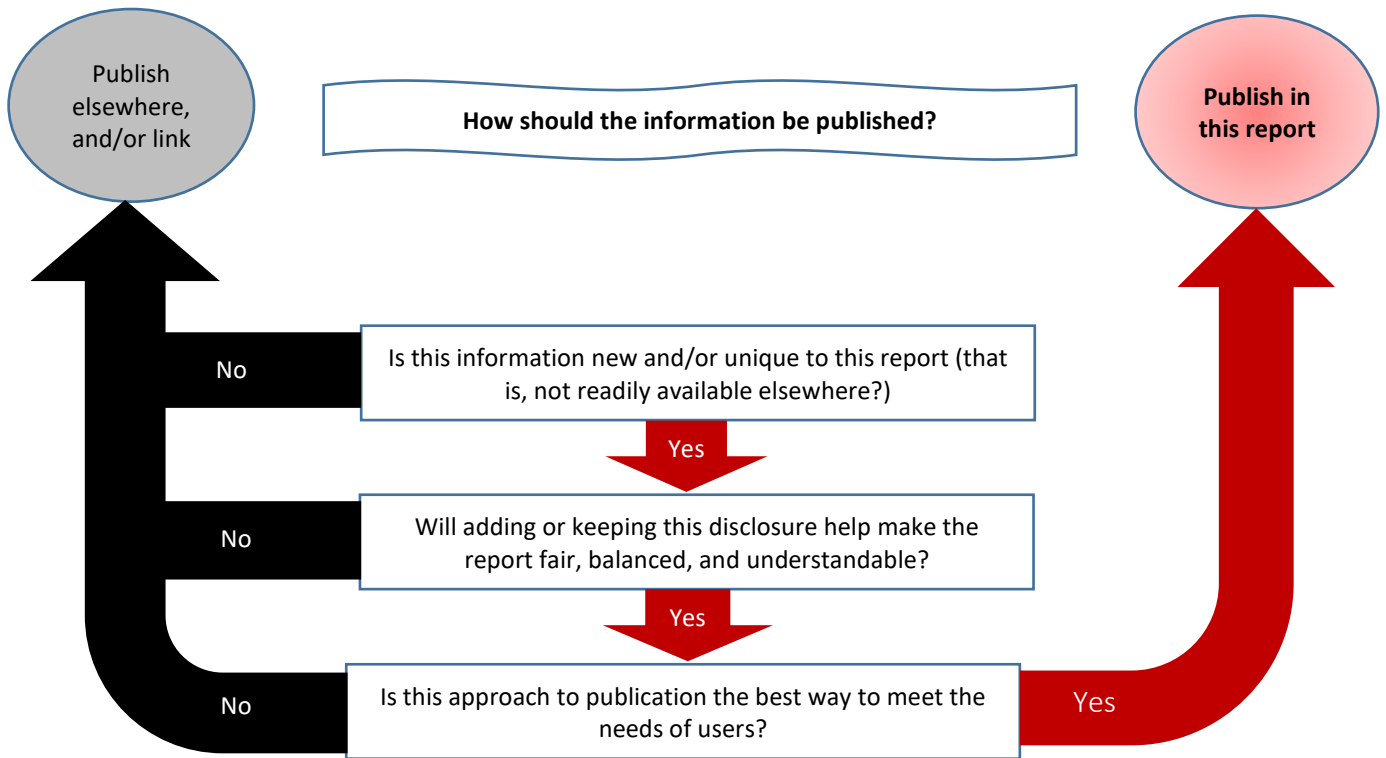 Publish
elsewhere,
and/or link
How should the information be published?
Publish in
this report
No
Is this information new and/or unique to this report (that
is, not readily available elsewhere?)
Yes
No
Will adding or keeping this disclosure help make the
report fair, balanced, and understandable?
Yes
No
Is this approach to publication the best way to meet the
needs of users?
Yes